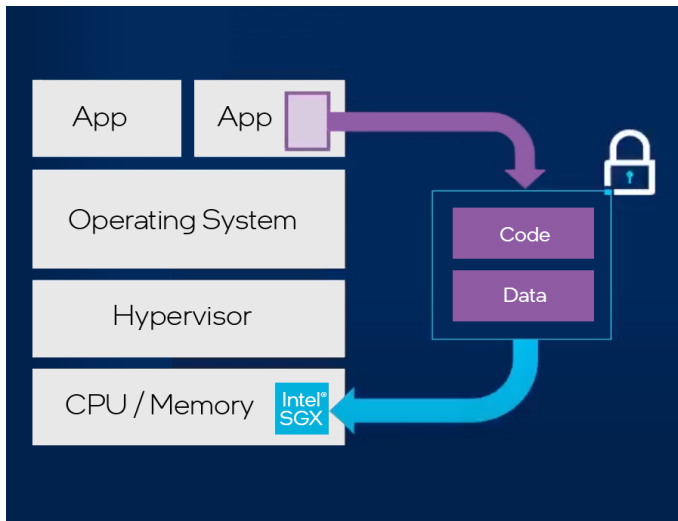 App
App
Operating System
Hypervisor
CPU / Memory
Intel®
SGX
Code
Data